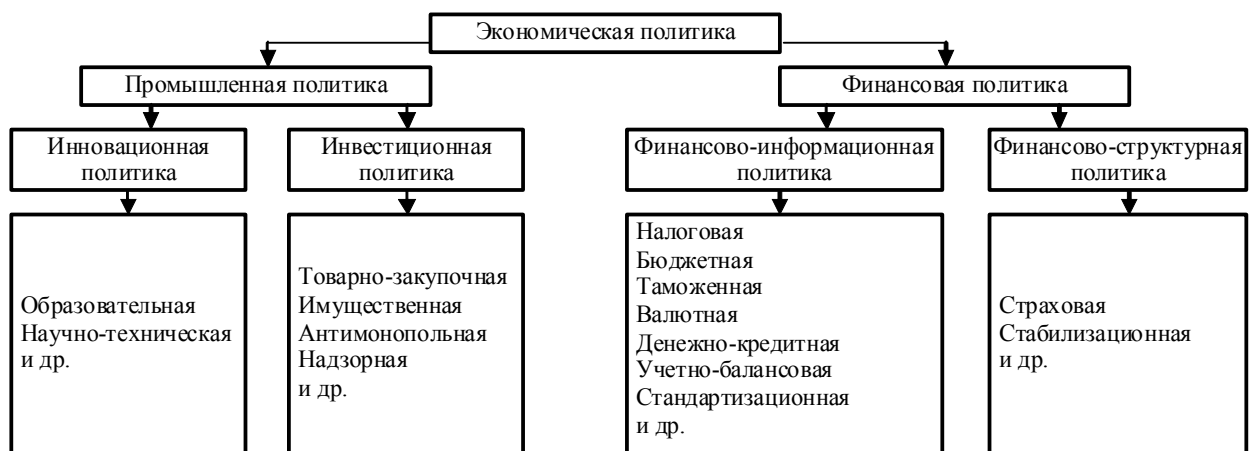 Экономическая политика
Промышленная политика
Финансовая политика
Инновационная
политика
Инвестиционная
политика
Финансово-информационная
политика
Финансово-структурная
политика
Образовательная
Научно-техническая
и др.
Товарно-закупочная
Имущественная
Антимонопольная
Надзорная
и др.
Налоговая
Бюджетная
Таможенная
Валютная
Денежно-кредитная
Учетно-балансовая
Стандартизационная
и др.
Страховая
Стабилизационная
и др.